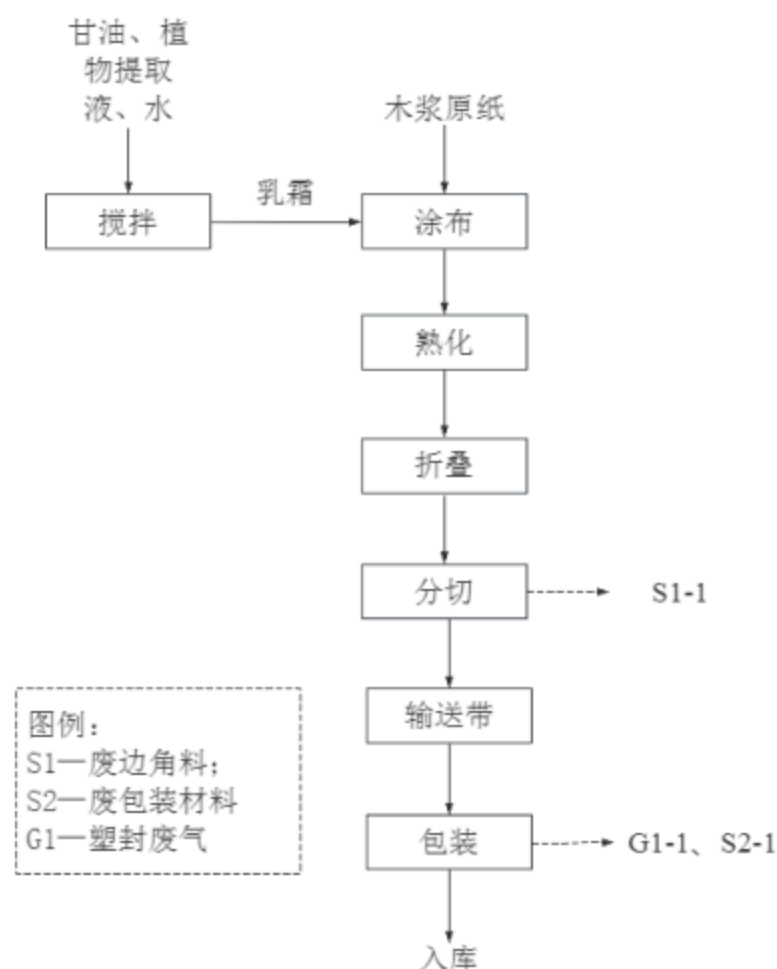 甘油、植
物提取
液、水
木浆原纸
搅拌
乳霜
涂布
熟化
折叠
分切
S1-1
输送带
包装
G1-1、S2-1
入库
图例：
S1—废边角料；
S2—废包装材料
G1—塑封废气